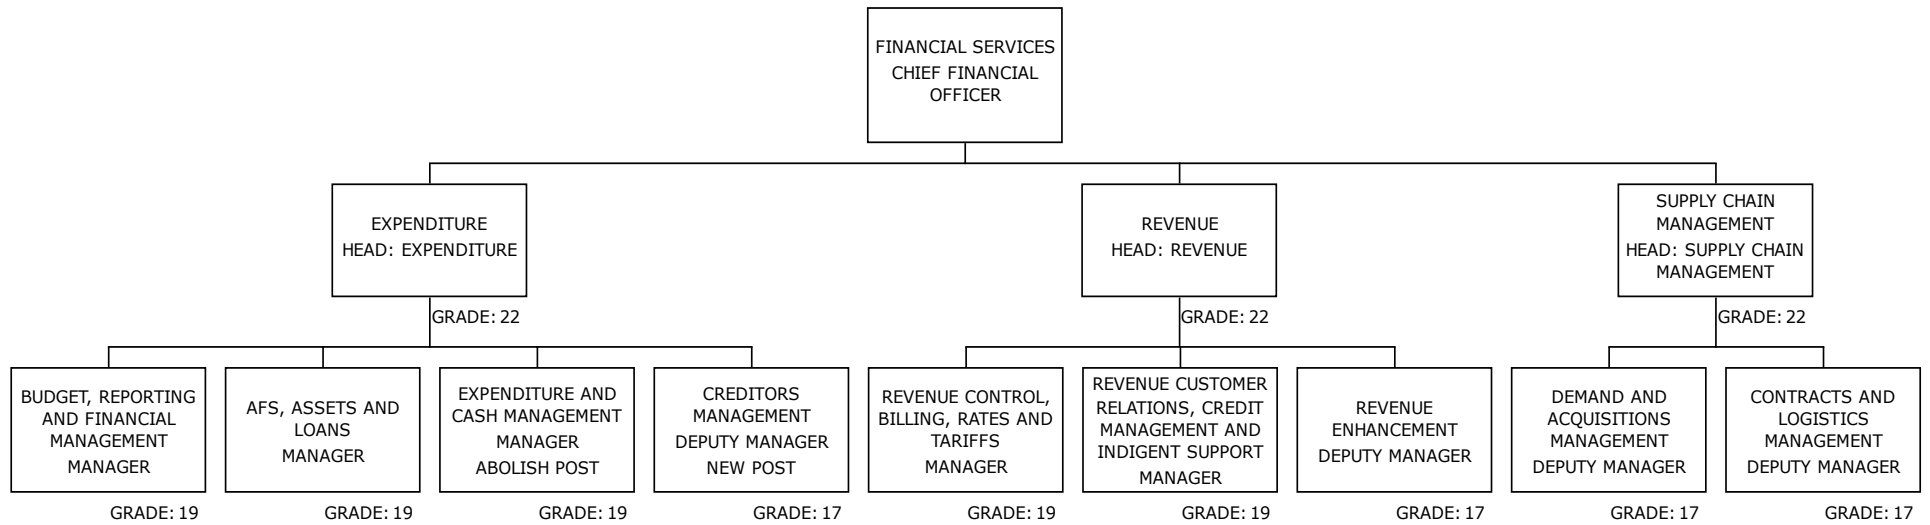 FINANCIAL SERVICES
CHIEF FINANCIAL
OFFICER
EXPENDITURE
HEAD: EXPENDITURE
GRADE: 22
REVENUE
HEAD: REVENUE
GRADE: 22
SUPPLY CHAIN
MANAGEMENT
HEAD: SUPPLY CHAIN
MANAGEMENT
GRADE: 22
BUDGET, REPORTING
AND FINANCIAL
MANAGEMENT
MANAGER
GRADE: 19
AFS, ASSETS AND
LOANS
MANAGER
GRADE: 19
EXPENDITURE AND
CASH MANAGEMENT
MANAGER
ABOLISH POST
GRADE: 19
CREDITORS
MANAGEMENT
DEPUTY MANAGER
NEW POST
GRADE: 17
REVENUE CONTROL,
BILLING, RATES AND
TARIFFS
MANAGER
GRADE: 19
REVENUE CUSTOMER
RELATIONS, CREDIT
MANAGEMENT AND
INDIGENT SUPPORT
MANAGER
GRADE: 19
REVENUE
ENHANCEMENT
DEPUTY MANAGER
GRADE: 17
DEMAND AND
ACQUISITIONS
MANAGEMENT
DEPUTY MANAGER
GRADE: 17
CONTRACTS AND
LOGISTICS
MANAGEMENT
DEPUTY MANAGER
GRADE: 17